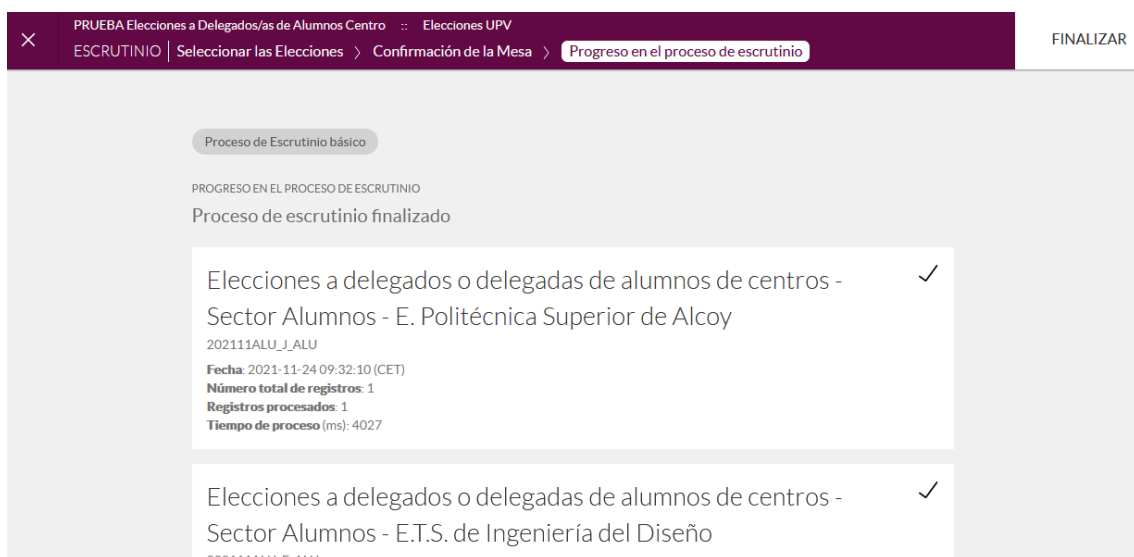 PRUEBA Elecciones a Delegados/as de Alumnos Centro :: Elecciones UPV
ESCRUTINIO | Seleccionar las Elecciones > Confirmación de la Mesa > Progreso en el proceso de escrutinio
FINALIZAR
Proceso de Escrutinio básico
PROGRESO EN EL PROCESO DE ESCRUTINIO
Proceso de escrutinio finalizado
Elecciones a delegados o delegadas de alumnos de centros -
Sector Alumnos - E. Politécnica Superior de Alcoy
202111ALU_J_ALU
Fecha: 2021-11-24 09:32:10 (CET)
Número total de registros: 1
Registros procesados: 1
Tiempo de proceso (ms): 4027
Elecciones a delegados o delegadas de alumnos de centros -
Sector Alumnos - E.T.S. de Ingeniería del Diseño